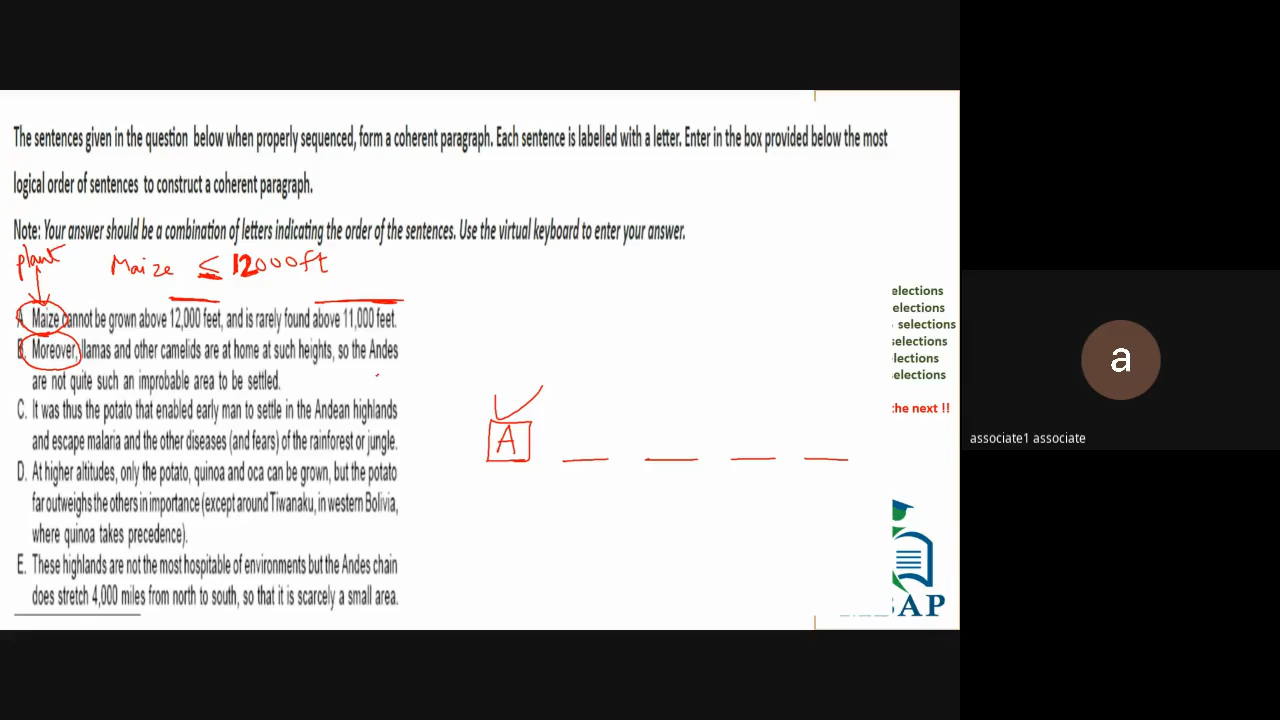 The sentences given in the question below when properly sequenced, form a coherent paragraph. Each sentence is labelled with a letter. Enter in the box provided below the most
logical order of sentences to construct a coherent paragraph.
Note: Your answer should be a combination of letters indicating the order of the sentences. Use the virtual keyboard to enter your answer.
plant
Maize ≤ 12000ft
A. Maize cannot be grown above 12,000 feet, and is rarely found above 11,000 feet.
B. Moreover, llamas and other camelids are at home at such heights, so the Andes
are not quite such an improbable area to be settled.
C. It was thus the potato that enabled early man to settle in the Andean highlands
and escape malaria and the other diseases (and fears) of the rainforest or jungle.
D. At higher altitudes, only the potato, quinoa and oca can be grown, but the potato
far outweighs the others in importance (except around Tiwanaku, in western Bolivia,
where quinoa takes precedence).
E. These highlands are not the most hospitable of environments but the Andes chain
does stretch 4,000 miles from north to south, so that it is scarcely a small area.
A
elections
elections
selections
selections
elections
elections
the next !!
AP
a
associate1 associate